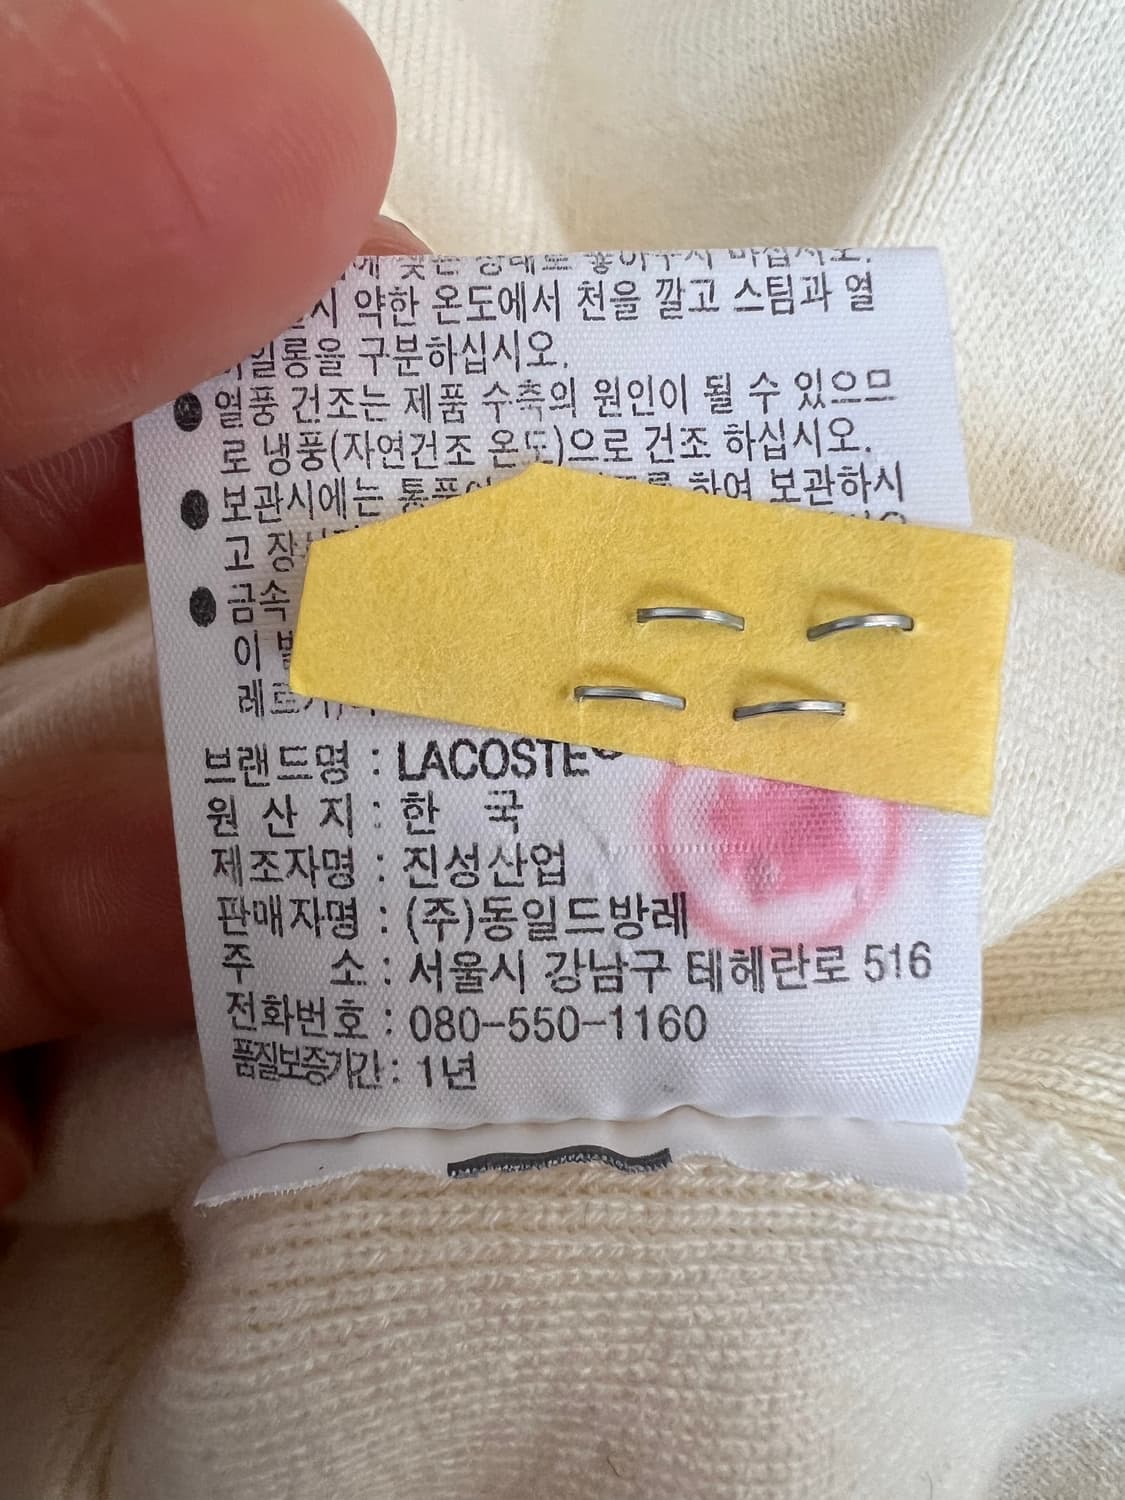 약한 온도에서 천을 깔고 스팀과 열
구분하십시오.
● 열풍 건조는 제품 수축의 원인이 될 수 있으므
로 냉풍(자연건조 온도)으로 건조 하십시오.
● 보관시에는 하여 보관하시
고
● 금속
이
브랜드명 : LACOSTE
원 산 지 : 한 국
제조자명 : 진성산업
판매자명 : (주)동일드방레
주 소 : 서울시 강남구 테헤란로 516
전화번호 : 080-550-1160
품질보증기간 : 1년